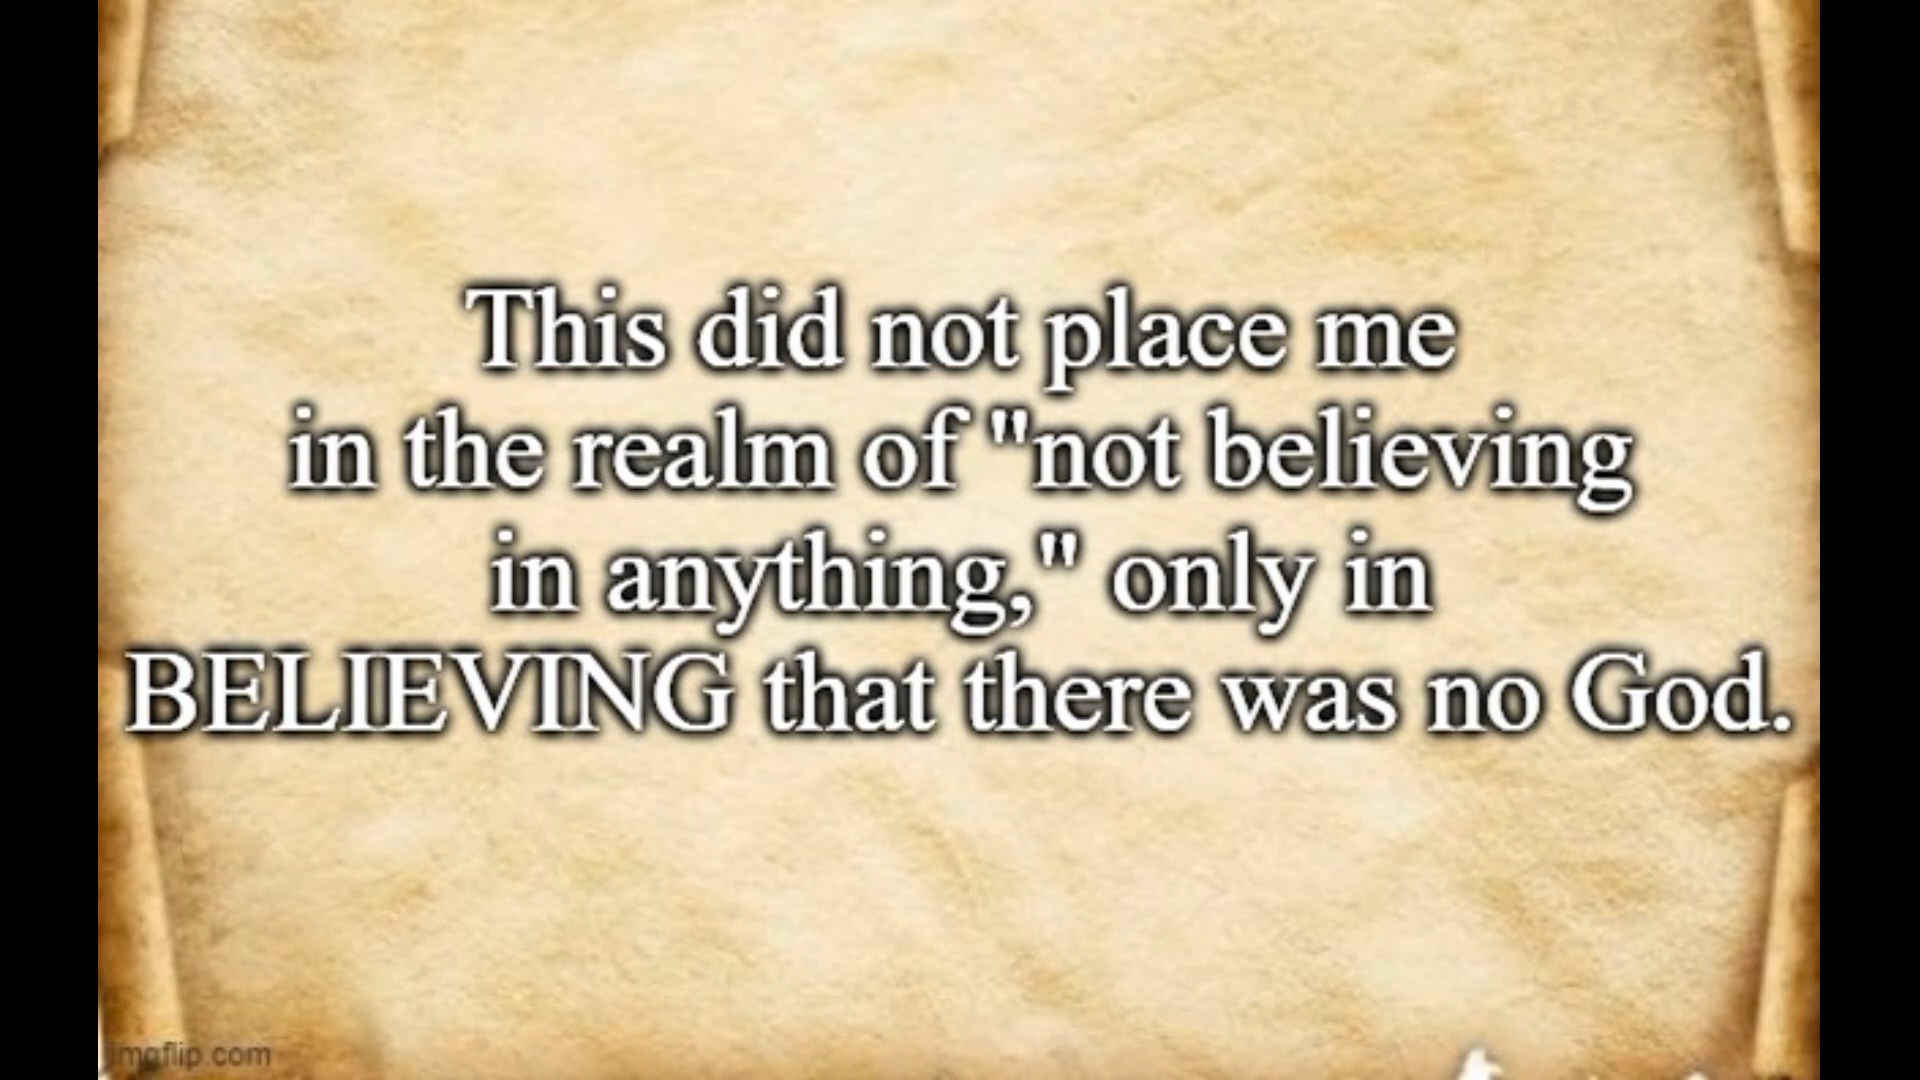 This did not place me
in the realm of "not believing
in anything," only in
BELIEVING that there was no God.
imgflip.com